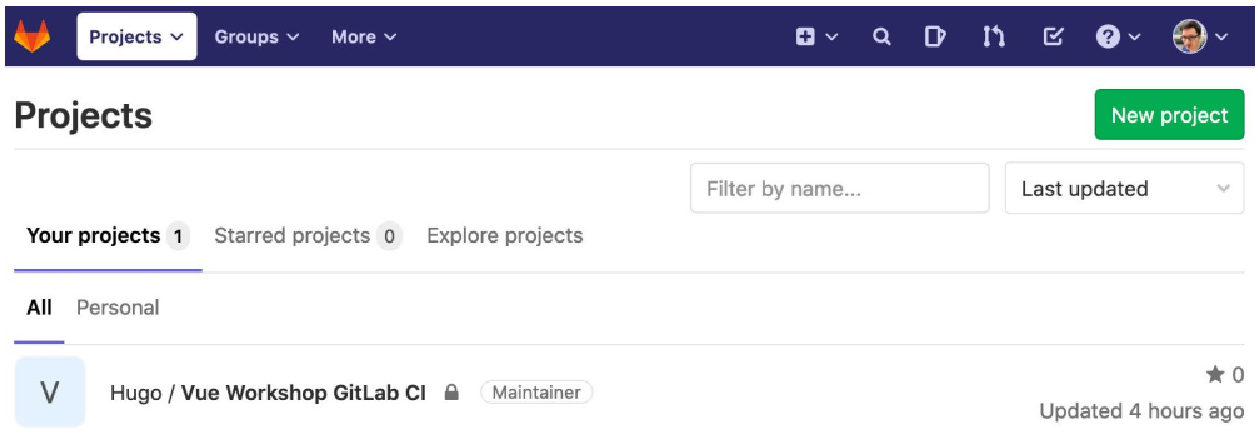 Projects Groups More
Projects
New project
Filter by name... Last updated
Your projects 1 Starred projects 0 Explore projects
All Personal
V Hugo / Vue Workshop GitLab CI Maintainer
0
Updated 4 hours ago